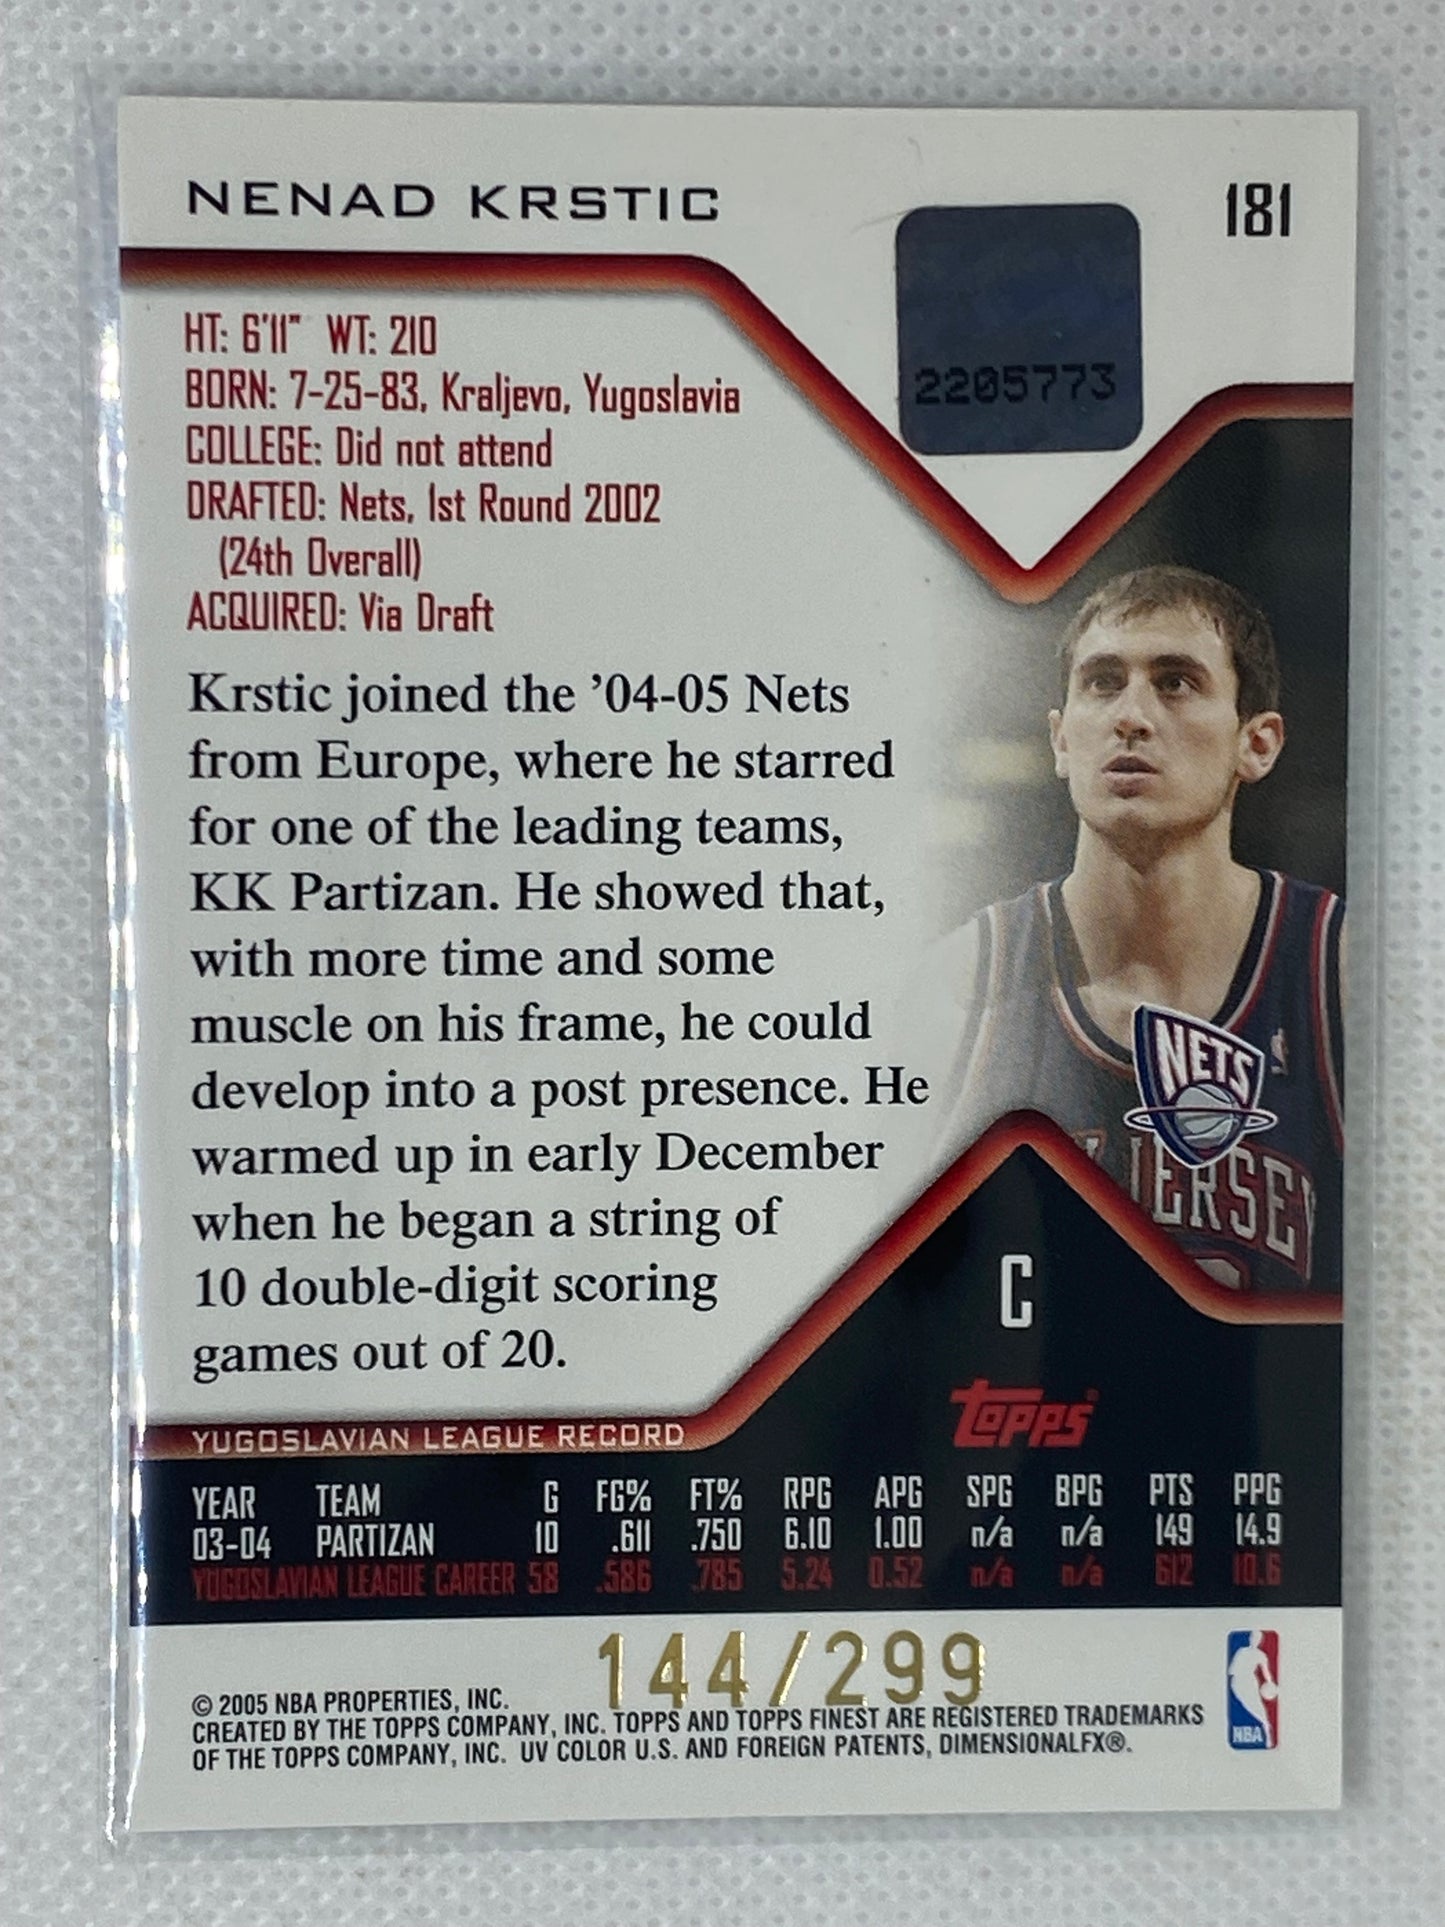 NENAD KRSTIC
181
2205773
HT: 6'11" WT: 210
BORN: 7-25-83, Kraljevo, Yugoslavia
COLLEGE: Did not attend
DRAFTED: Nets, 1st Round 2002
(24th Overall)
ACQUIRED: Via Draft
Krstic joined the ’04-05 Nets
from Europe, where he starred
for one of the leading teams,
KK Partizan. He showed that,
with more time and some
muscle on his frame, he could
develop into a post presence. He
warmed up in early December
when he began a string of
10 double-digit scoring
games out of 20.
NETS
JERSEY
C
TOPPS®
YUGOSLAVIAN LEAGUE RECORD
YEAR TEAM G FG% FT% RPG APG SPG BPG PTS PPG
03-04 PARTIZAN 10 .611 .750 6.10 1.00 n/a n/a 149 14.9
YUGOSLAVIAN LEAGUE CAREER 58 .586 .785 5.24 0.52 n/a n/a 612 10.6
144/299
© 2005 NBA PROPERTIES, INC.
CREATED BY THE TOPPS COMPANY, INC. TOPPS AND TOPPS FINEST ARE REGISTERED TRADEMARKS
OF THE TOPPS COMPANY, INC. UV COLOR U.S. AND FOREIGN PATENTS, DIMENSIONALFX®.
NBA